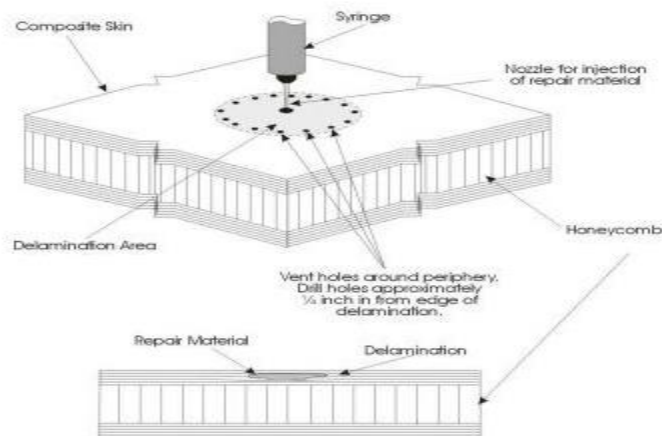 Syringe
Composite Skin
Nozzle for injection
of repair material
Delamination Area
Honeycomb
Vent holes around periphery.
Drill holes approximately
¼ inch in from edge of
delamination.
Repair Material
Delamination